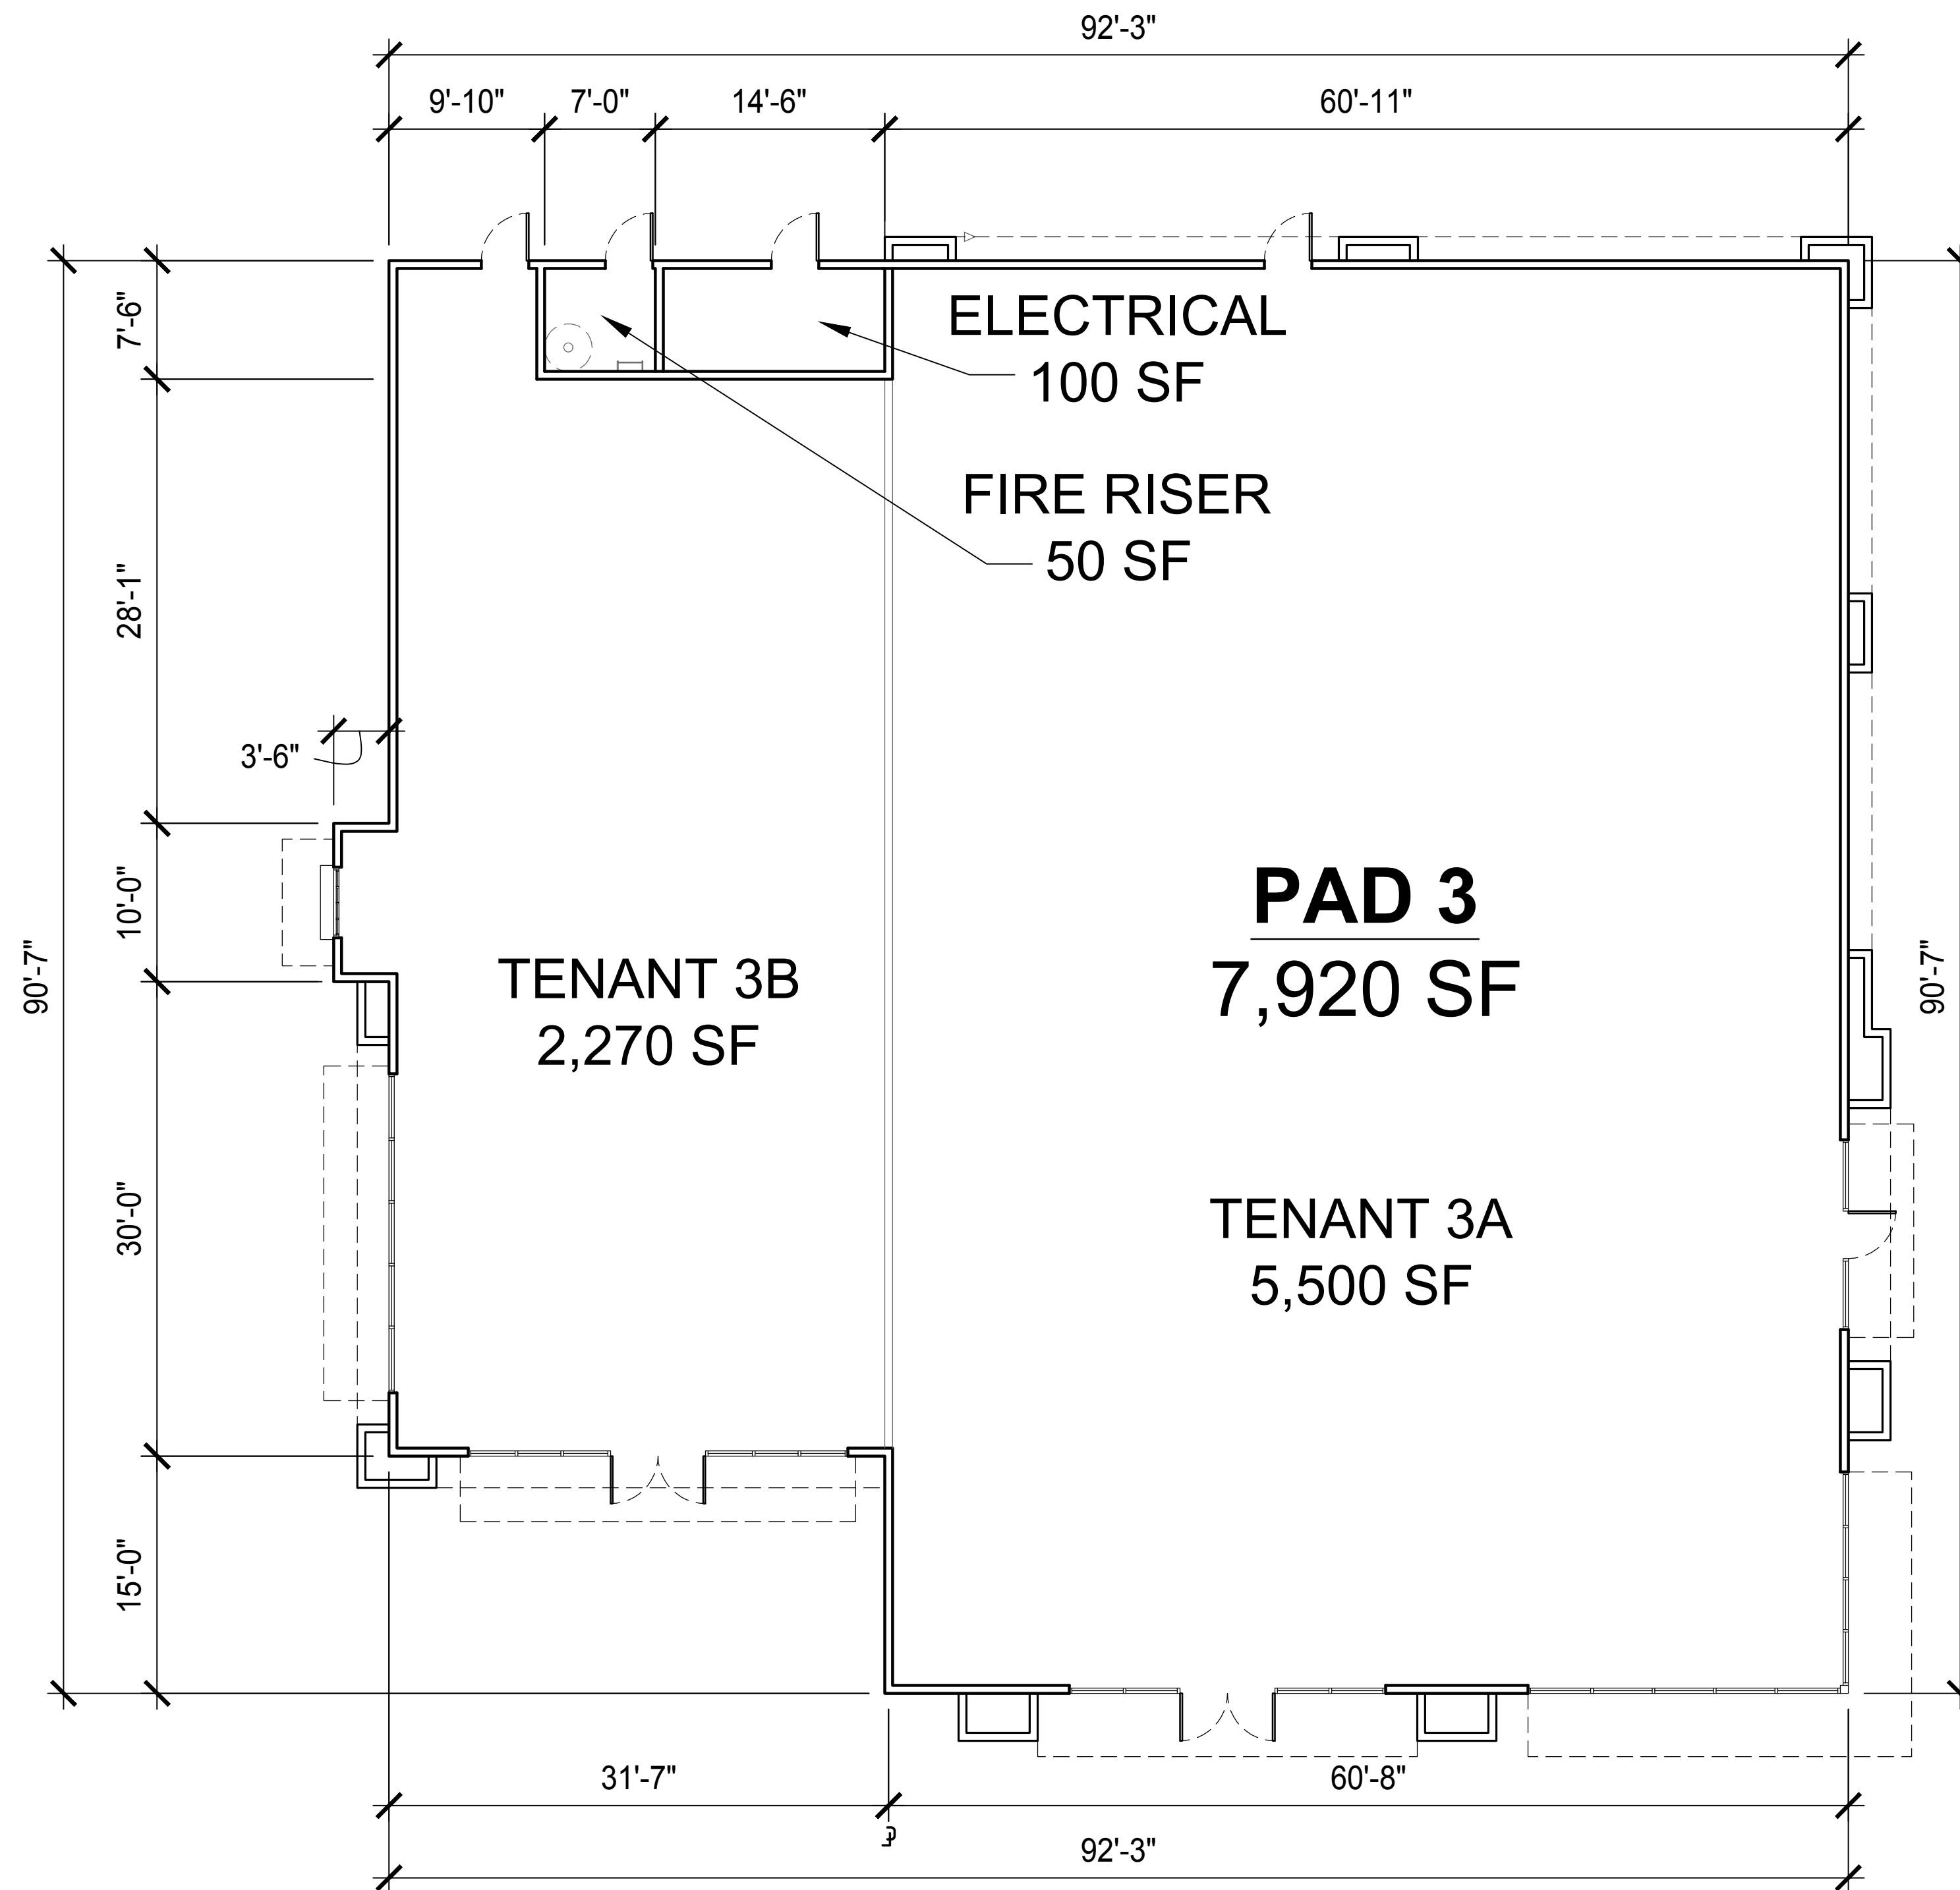 92'-3"
9'-10"
7'-0"
14'-6"
60'-11"
7'-6"
ELECTRICAL
100 SF
FIRE RISER
50 SF
28'-1"
3'-6"
10'-0"
90'-7"
PAD 3
7,920 SF
90'-7"
TENANT 3B
2,270 SF
30'-0"
TENANT 3A
5,500 SF
15'-0"
31'-7"
60'-8"
92'-3"